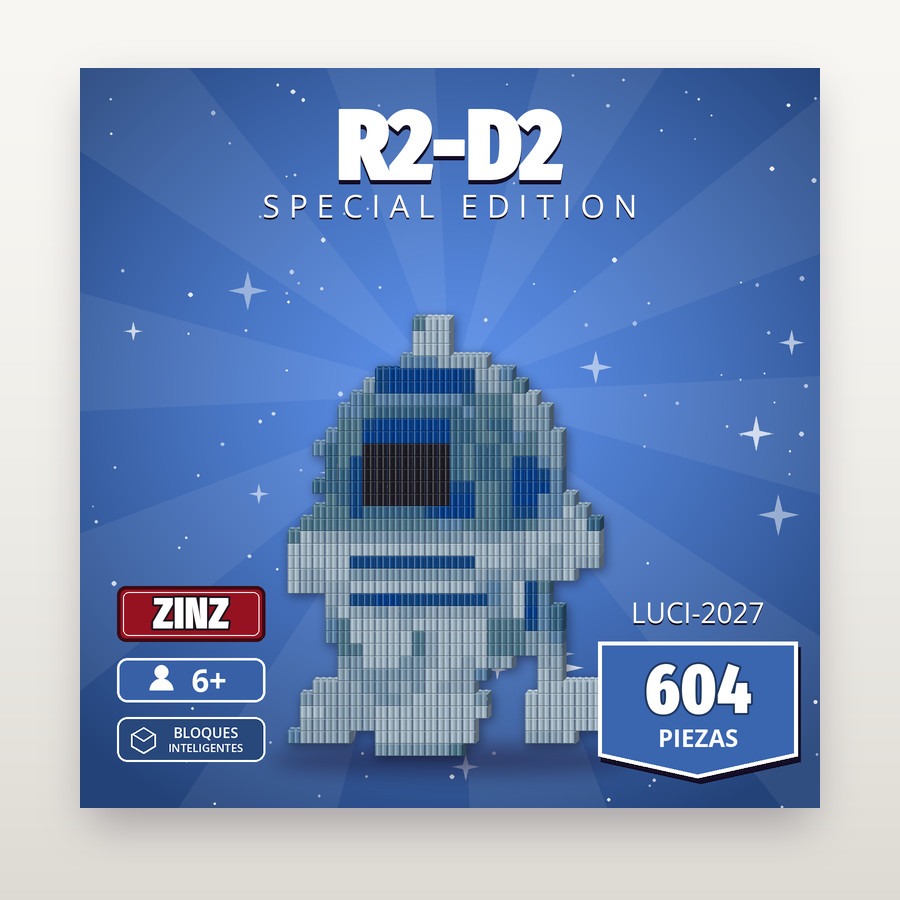 R2-D2
SPECIAL EDITION
ZINZ
6+
BLOQUES
INTELIGENTES
LUCI-2027
604
PIEZAS